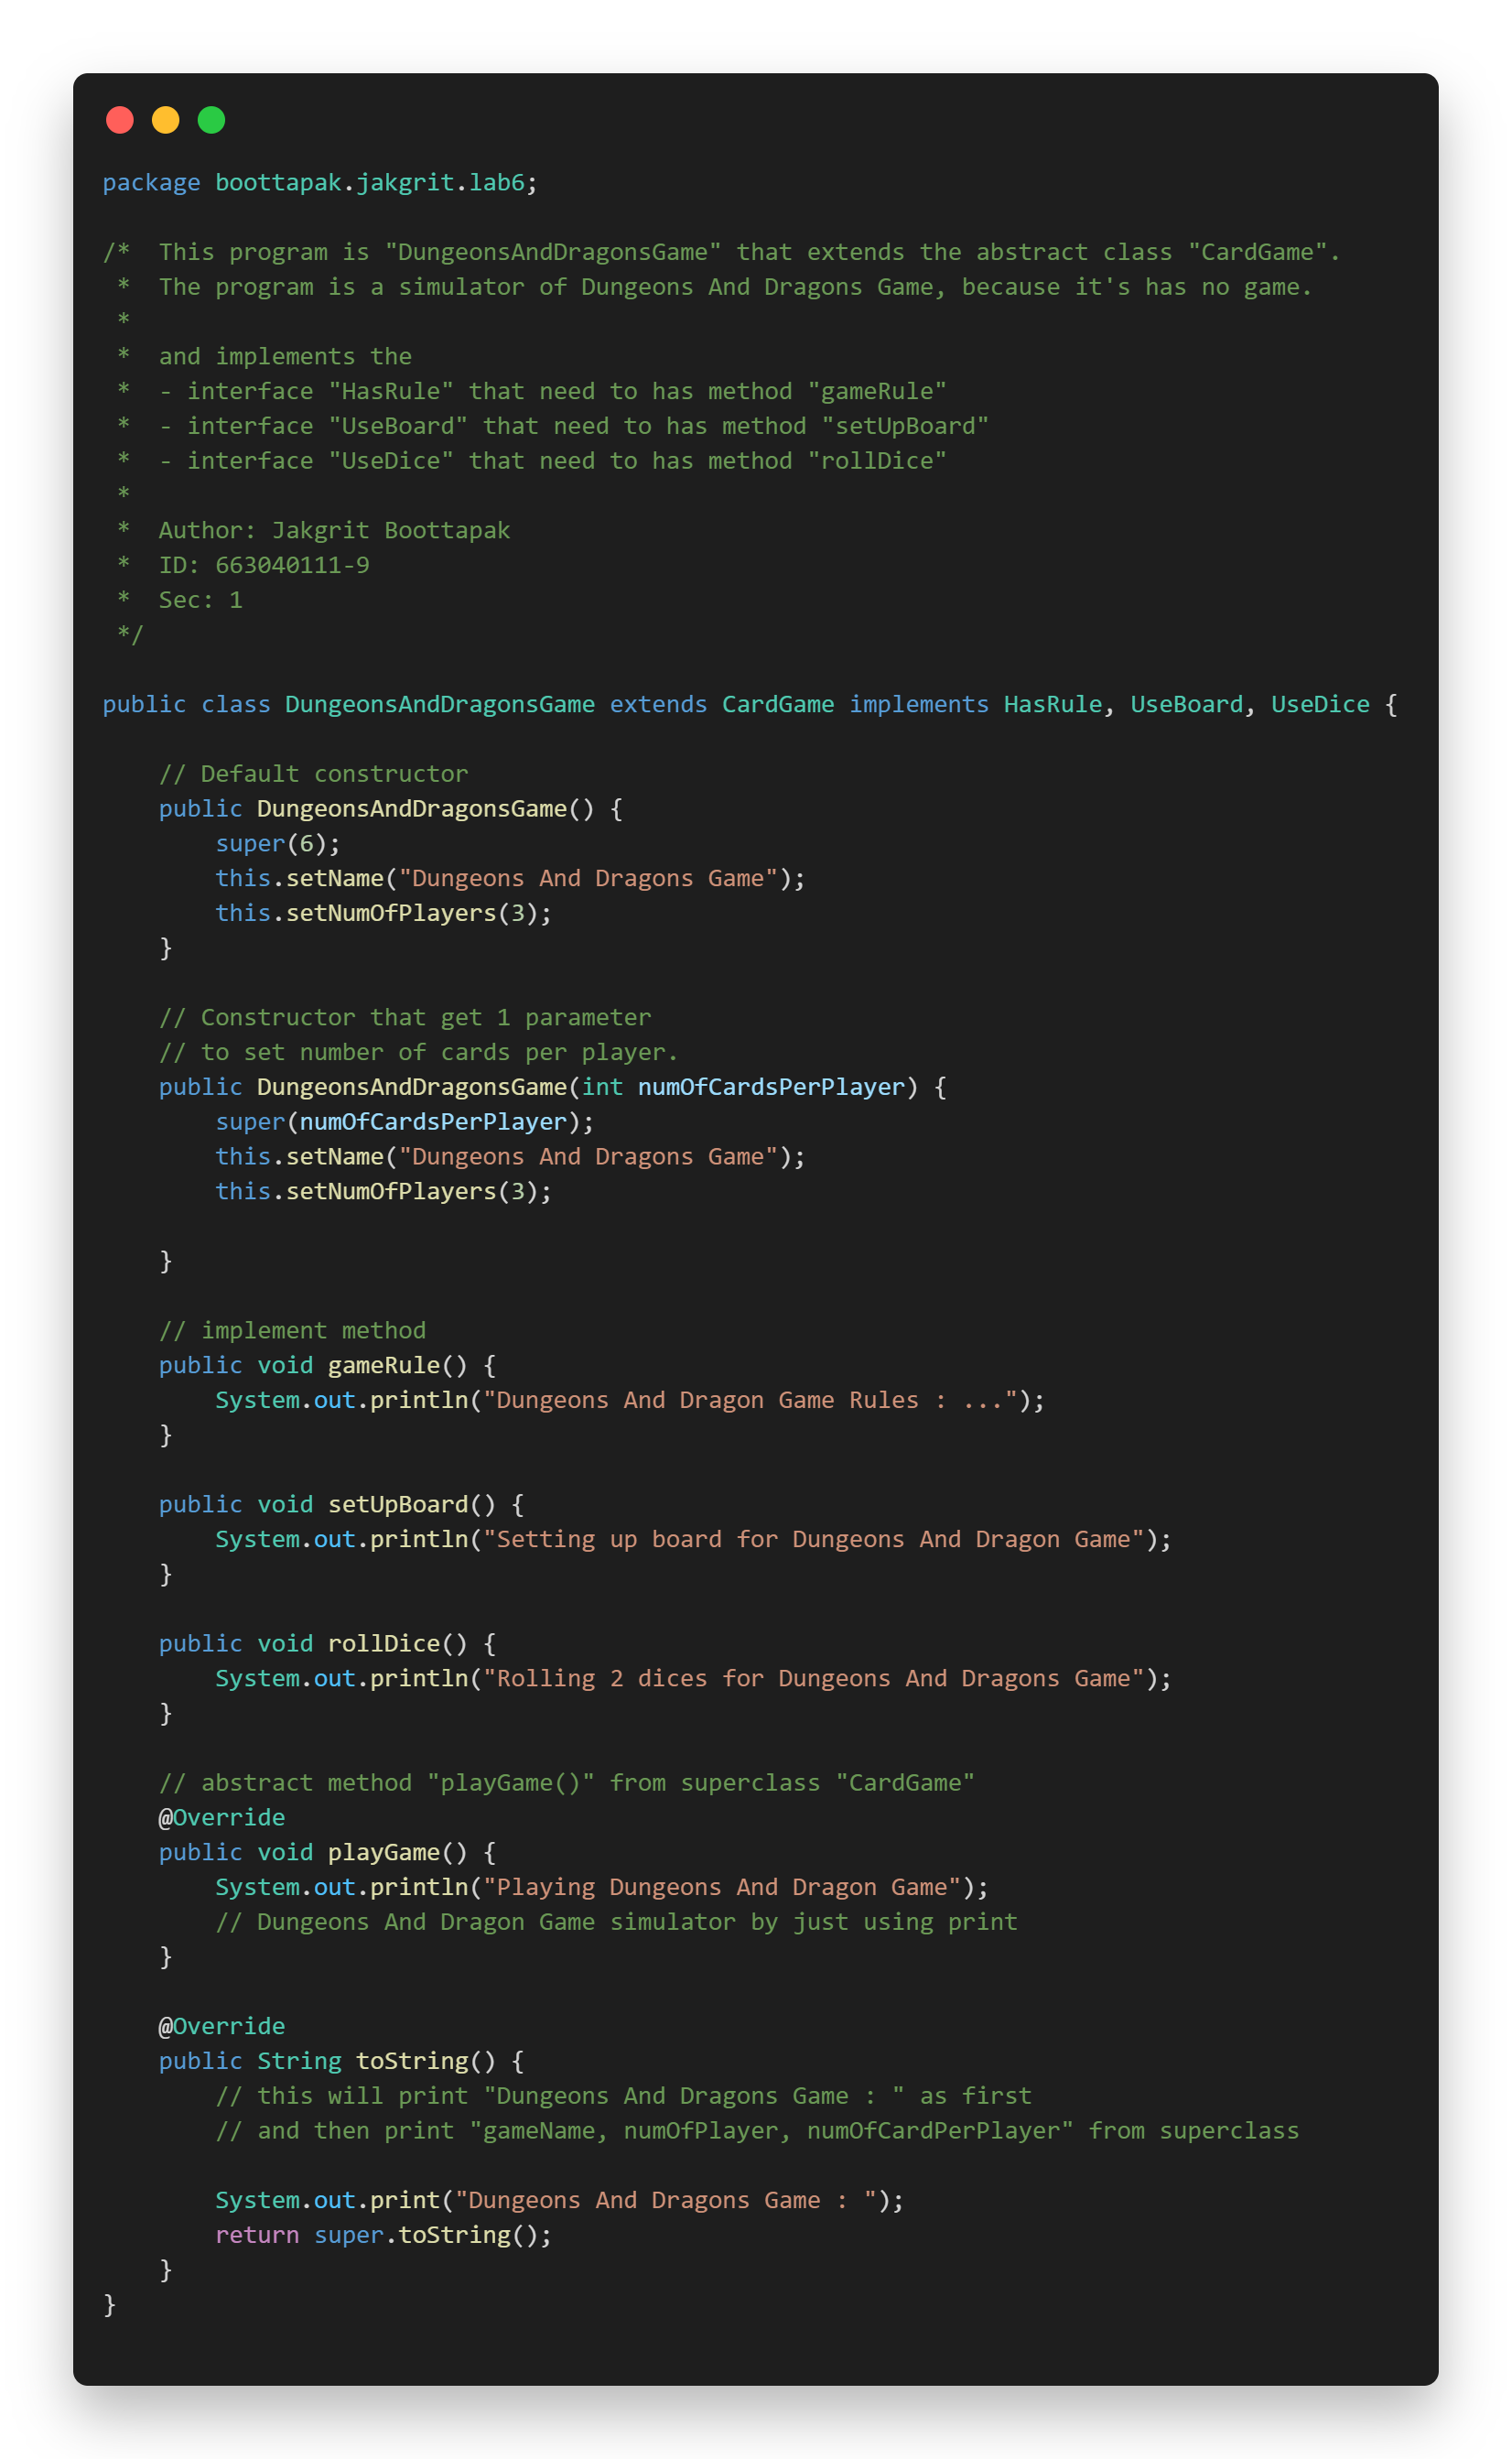 package boottapak.jakgrit.lab6;

/*  This program is "DungeonsAndDragonsGame" that extends the abstract class "CardGame".
 *  The program is a simulator of Dungeons And Dragons Game, because it's has no game.
 *
 *  and implements the
 *  - interface "HasRule" that need to has method "gameRule"
 *  - interface "UseBoard" that need to has method "setUpBoard"
 *  - interface "UseDice" that need to has method "rollDice"
 *
 *  Author: Jakgrit Boottapak
 *  ID: 663040111-9
 *  Sec: 1
 */

public class DungeonsAndDragonsGame extends CardGame implements HasRule, UseBoard, UseDice {

    // Default constructor
    public DungeonsAndDragonsGame() {
        super(6);
        this.setName("Dungeons And Dragons Game");
        this.setNumOfPlayers(3);
    }

    // Constructor that get 1 parameter
    // to set number of cards per player.
    public DungeonsAndDragonsGame(int numOfCardsPerPlayer) {
        super(numOfCardsPerPlayer);
        this.setName("Dungeons And Dragons Game");
        this.setNumOfPlayers(3);

    }

    // implement method
    public void gameRule() {
        System.out.println("Dungeons And Dragon Game Rules : ...");
    }

    public void setUpBoard() {
        System.out.println("Setting up board for Dungeons And Dragon Game");
    }

    public void rollDice() {
        System.out.println("Rolling 2 dices for Dungeons And Dragons Game");
    }

    // abstract method "playGame()" from superclass "CardGame"
    @Override
    public void playGame() {
        System.out.println("Playing Dungeons And Dragon Game");
        // Dungeons And Dragon Game simulator by just using print
    }

    @Override
    public String toString() {
        // this will print "Dungeons And Dragons Game : " as first
        // and then print "gameName, numOfPlayer, numOfCardPerPlayer" from superclass

        System.out.print("Dungeons And Dragons Game : ");
        return super.toString();
    }
}